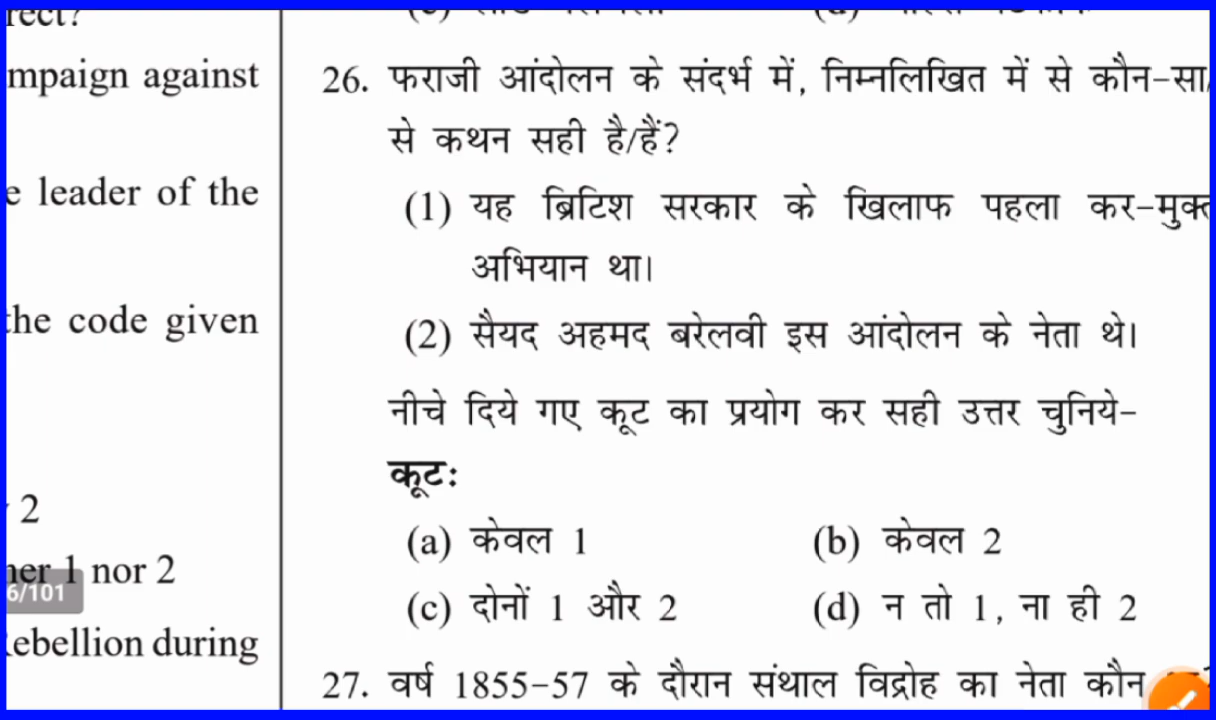 mpaign against
leader of the
the code given
2
1 nor 2
6/101
ebellion during
26. फराजी आंदोलन के संदर्भ में, निम्नलिखित में से कौन-सा/
से कथन सही है/हैं?
(1) यह ब्रिटिश सरकार के खिलाफ पहला कर-मुक्त
अभियान था।
(2) सैयद अहमद बरेलवी इस आंदोलन के नेता थे।
नीचे दिये गए कूट का प्रयोग कर सही उत्तर चुनिये-
कूटः
(a) केवल 1
(b) केवल 2
(c) दोनों 1 और 2
(d) न तो 1, ना ही 2
27. वर्ष 1855-57 के दौरान संथाल विद्रोह का नेता कौन